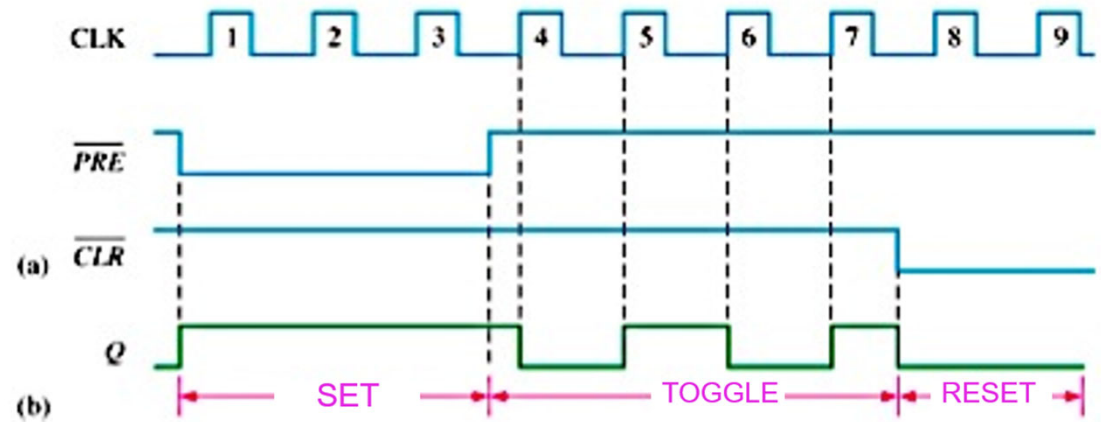 CLK 1 2 3 4 5 6 7 8 9
PRE
(a) CLR
Q
(b) SET TOGGLE RESET